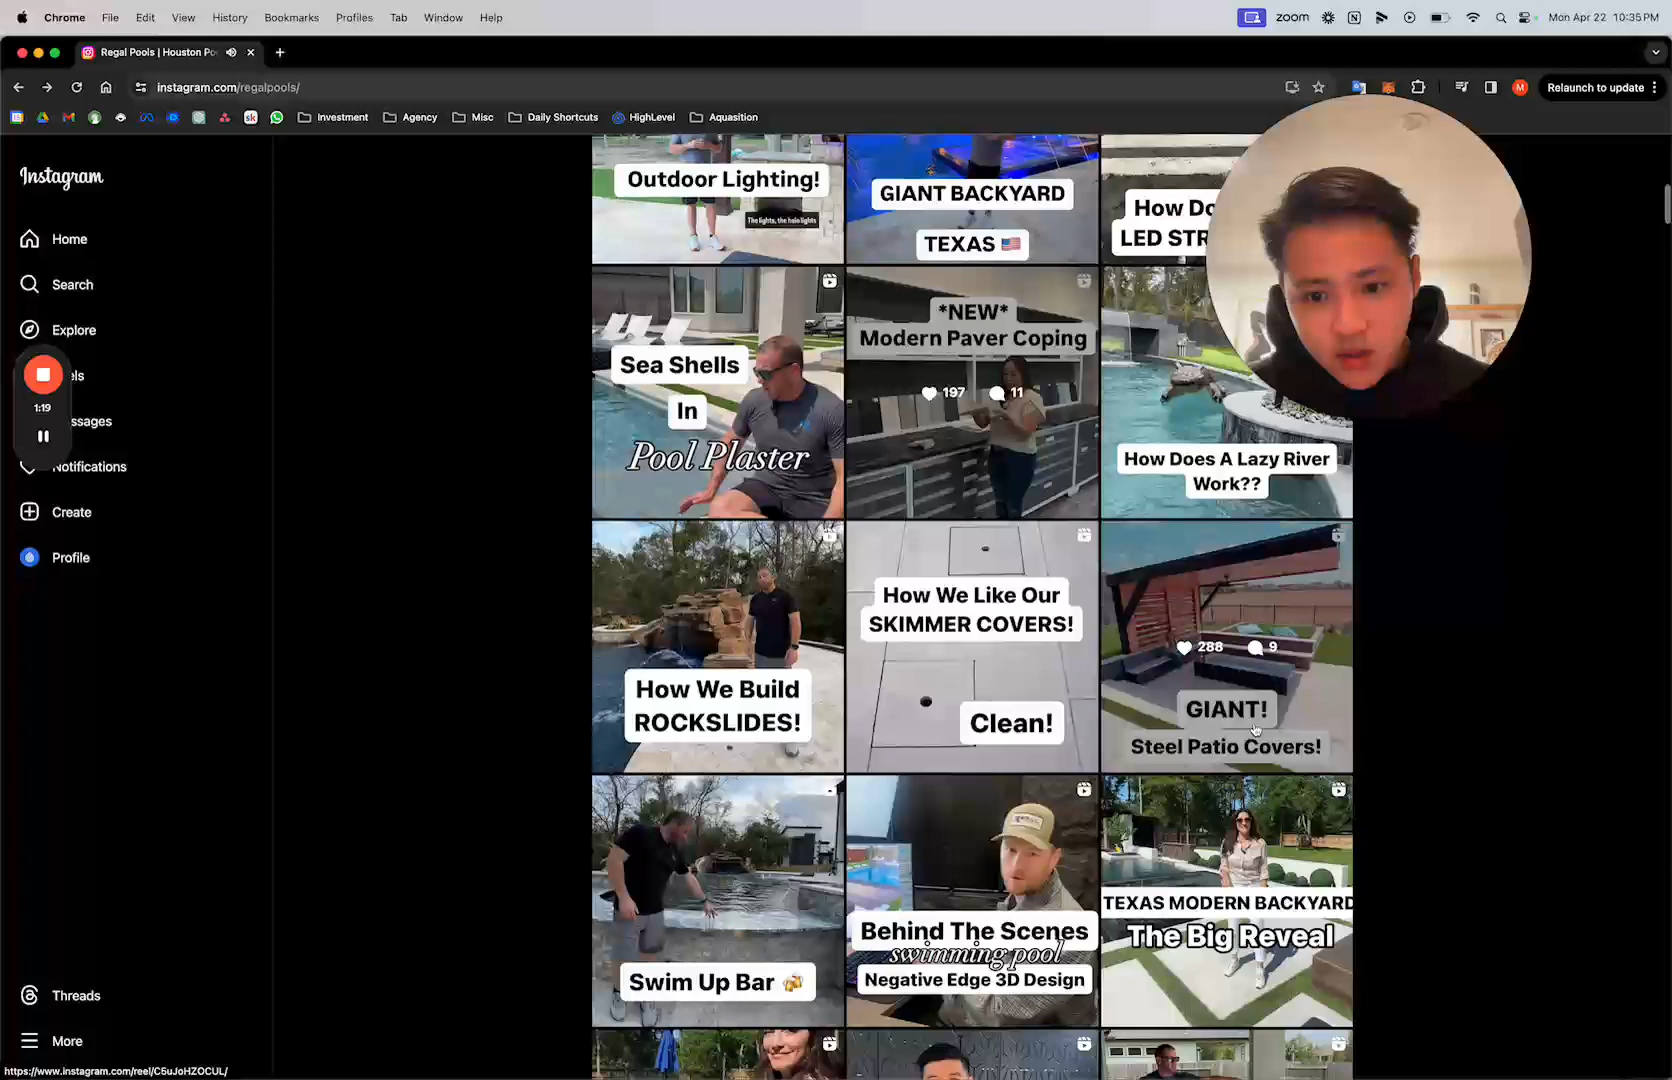 Chrome File Edit View History Bookmarks Profiles Tab Window Help
zoom Mon Apr 22 10:35 PM
Regal Pools | Houston Po
instagram.com/regalpools/
Relaunch to update
M
Investment Agency Misc Daily Shortcuts HighLevel Aquasition
sk
Instagram
Home
Search
Explore
els
1:19
ssages
Notifications
Create
Profile
Threads
More
Outdoor Lighting!
The lights, the halo lights
GIANT BACKYARD
TEXAS 🇺🇸
How Do
LED STR
Sea Shells
In
Pool Plaster
*NEW*
Modern Paver Coping
197 11
How Does A Lazy River
Work??
How We Build
ROCKSLIDES!
How We Like Our
SKIMMER COVERS!
Clean!
288 9
GIANT!
Steel Patio Covers!
Swim Up Bar 🍻
Behind The Scenes
swimming pool
Negative Edge 3D Design
TEXAS MODERN BACKYARD
The Big Reveal
https://www.instagram.com/reel/C5uJoHZOCUL/